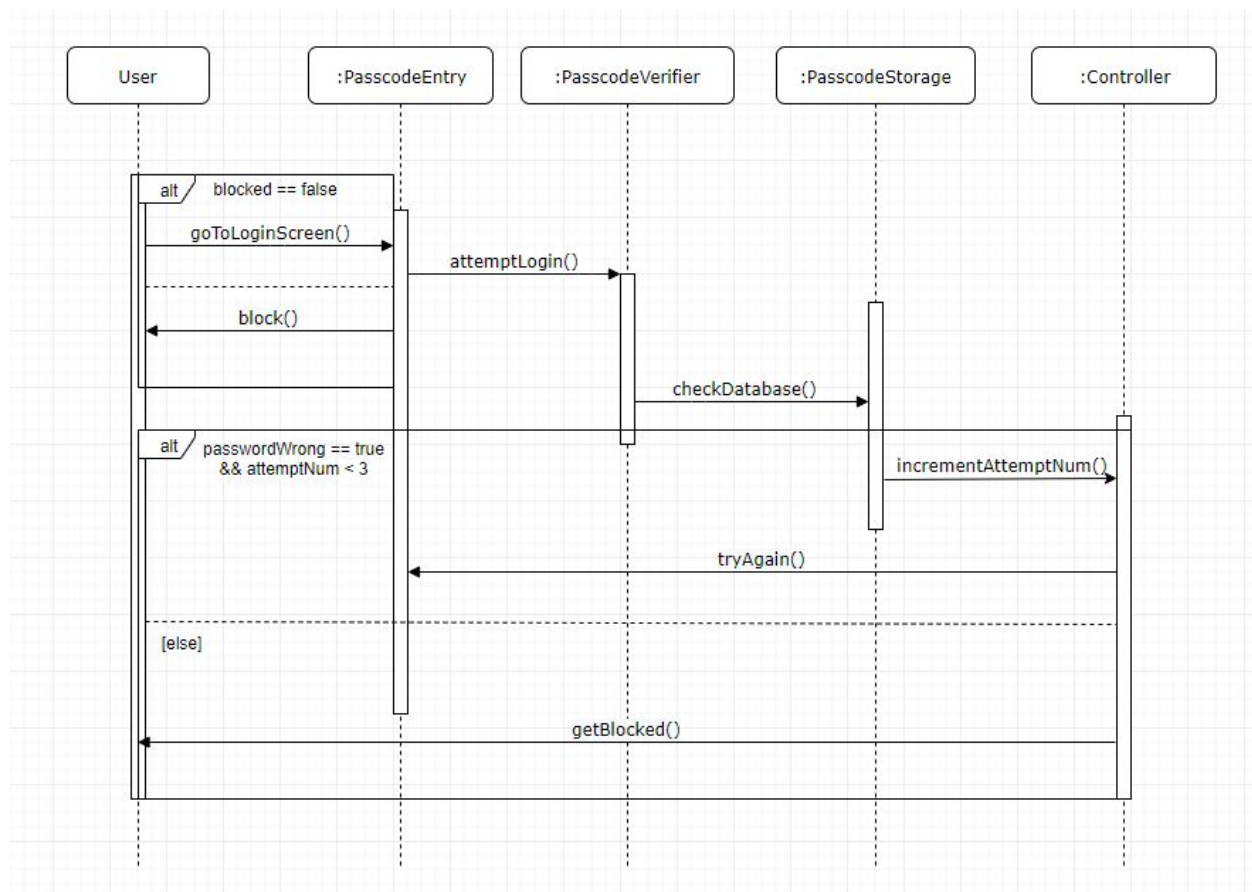 User
:PasscodeEntry
:PasscodeVerifier
:PasscodeStorage
:Controller
alt
blocked == false
goToLoginScreen()
attemptLogin()
block()
checkDatabase()
alt
passwordWrong == true
&& attemptNum < 3
incrementAttemptNum()
tryAgain()
[else]
getBlocked()